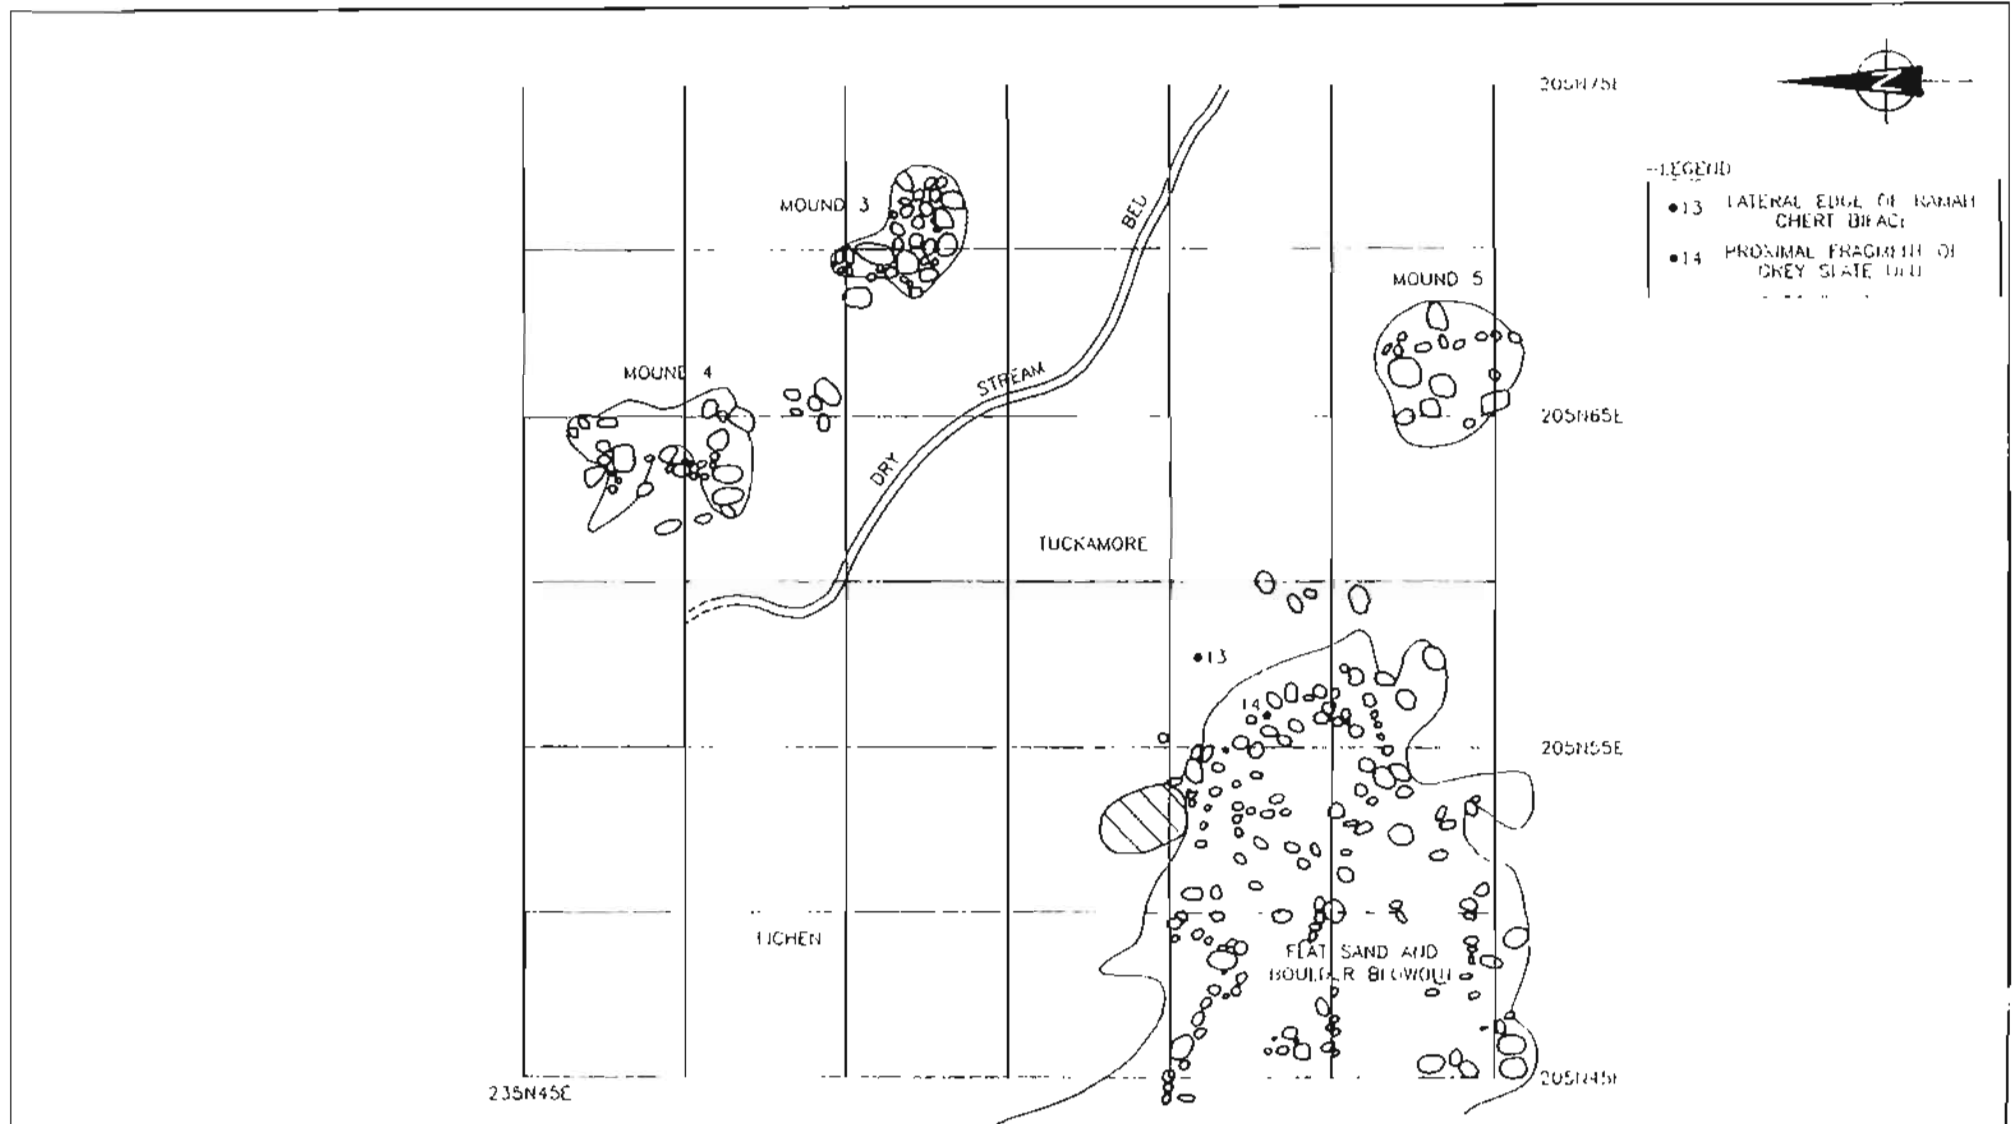 205N75E
N
LEGEND
•13 LATERAL EDGE OF RAMAH
CHERT BIFACE
•14 PROXIMAL FRAGMENT OF
GREY SLATE ULU
MOUND 3
BED
MOUND 5
MOUND 4
STREAM
205N65E
DRY
TUCKAMORE
•13
14
205N55E
LICHEN
FLAT SAND AND
BOULDER BLOWOUT
235N45E
205N45E